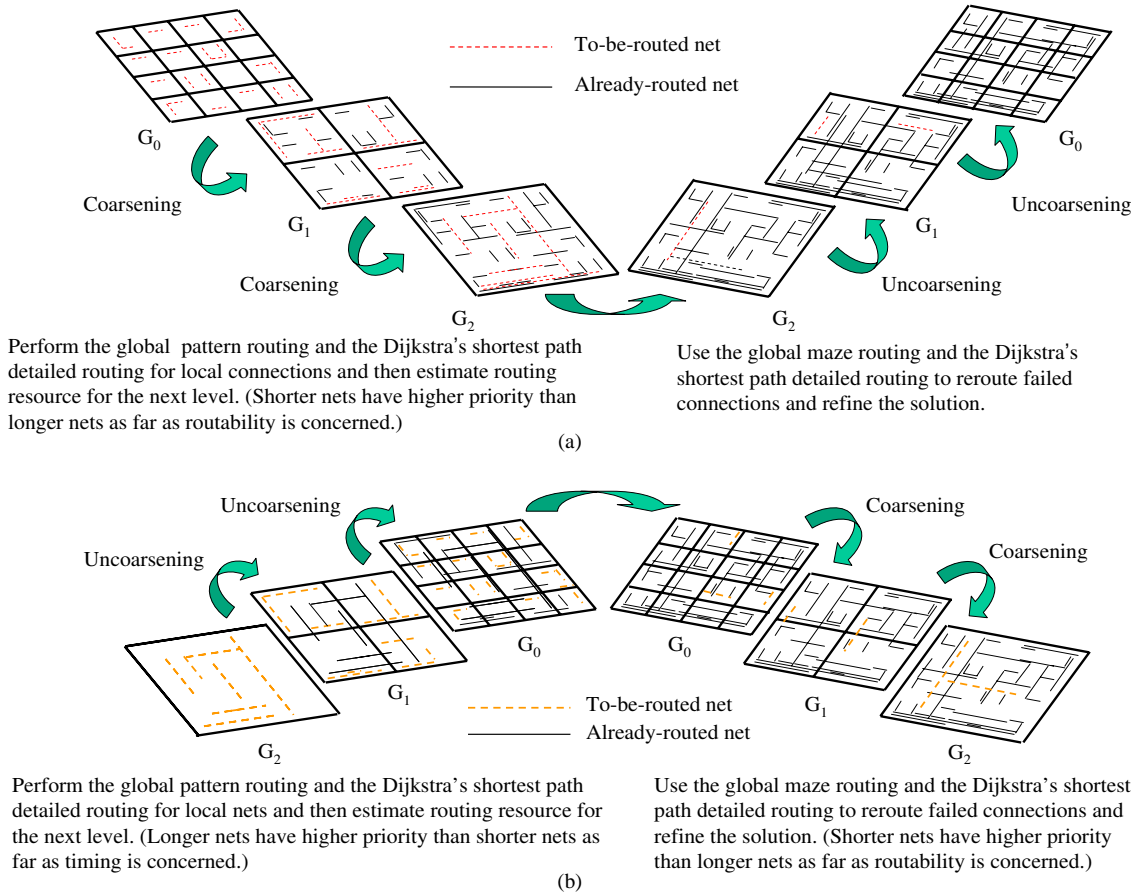 To-be-routed net
Already-routed net
G0
Coarsening
G1
Coarsening
G2
G2
Uncoarsening
G1
Uncoarsening
G0
Perform the global pattern routing and the Dijkstra's shortest path
detailed routing for local connections and then estimate routing
resource for the next level. (Shorter nets have higher priority than
longer nets as far as routability is concerned.)
Use the global maze routing and the Dijkstra's
shortest path detailed routing to reroute failed
connections and refine the solution.
(a)
Uncoarsening
Uncoarsening
Coarsening
Coarsening
G2
G1
G0
G0
G1
G2
To-be-routed net
Already-routed net
Perform the global pattern routing and the Dijkstra's shortest path
detailed routing for local nets and then estimate routing resource for
the next level. (Longer nets have higher priority than shorter nets as
far as timing is concerned.)
Use the global maze routing and the Dijkstra's shortest
path detailed routing to reroute failed connections and
refine the solution. (Shorter nets have higher priority
than longer nets as far as routability is concerned.)
(b)